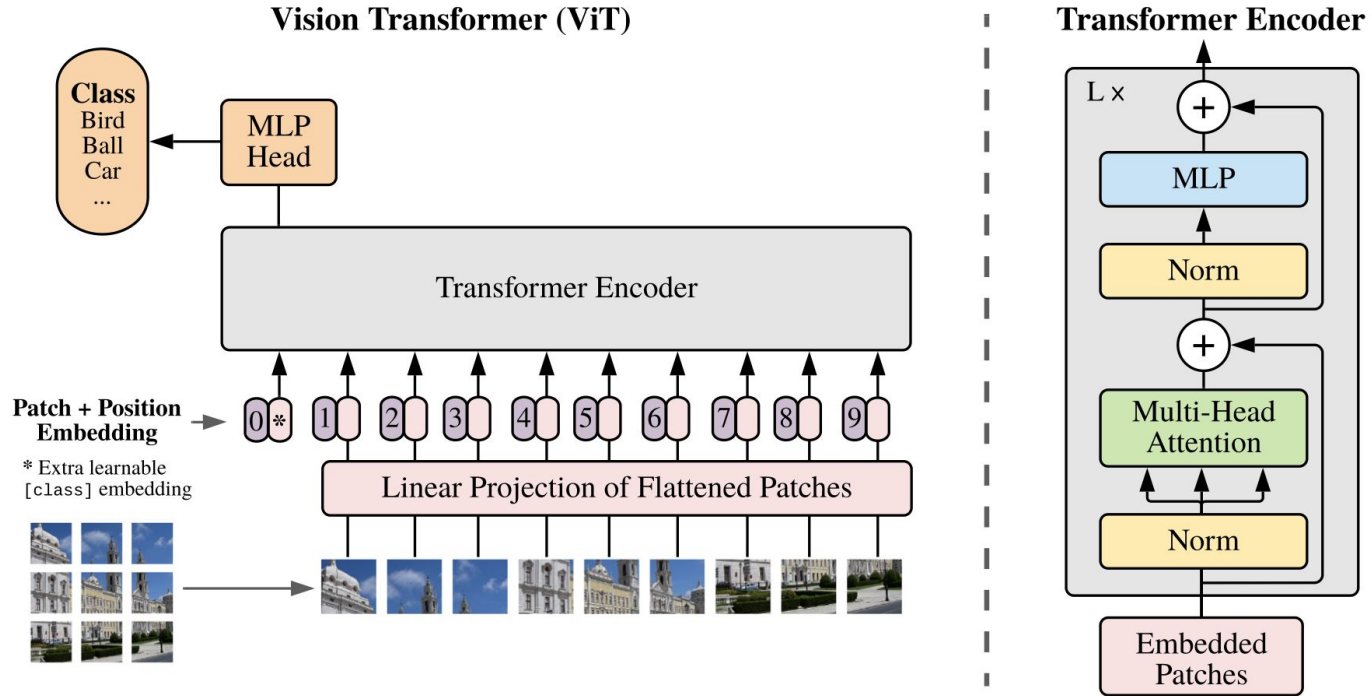 Vision Transformer (ViT)
Class
Bird
Ball
Car
...
MLP
Head
Transformer Encoder
Patch + Position
Embedding
* Extra learnable
[class] embedding
0 * 1 2 3 4 5 6 7 8 9
Linear Projection of Flattened Patches
Transformer Encoder
L ×
+
MLP
Norm
+
Multi-Head
Attention
Norm
Embedded
Patches